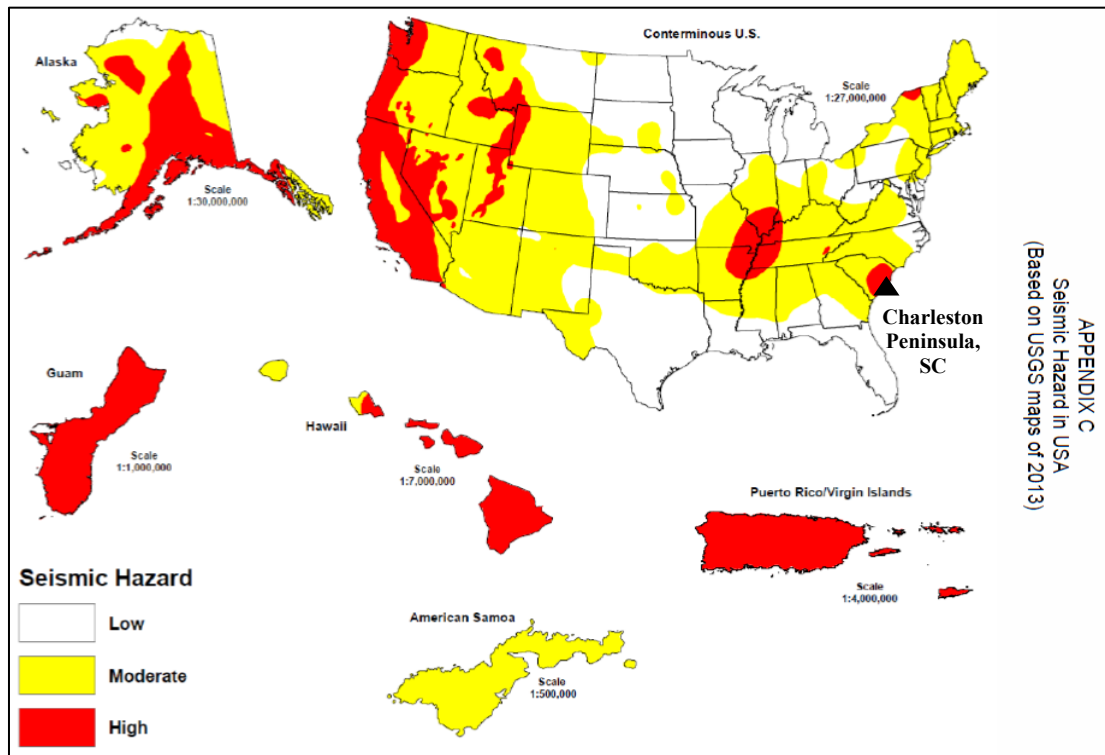 Conterminous U.S.
Alaska
Scale
1:27,000,000
Scale
1:30,000,000
Charleston
Peninsula,
SC
APPENDIX C
Seismic Hazard in USA
(Based on USGS maps of 2013)
Guam
Scale
1:1,000,000
Hawaii
Scale
1:7,000,000
Puerto Rico/Virgin Islands
Scale
1:4,000,000
Seismic Hazard
Low
Moderate
High
American Samoa
Scale
1:500,000